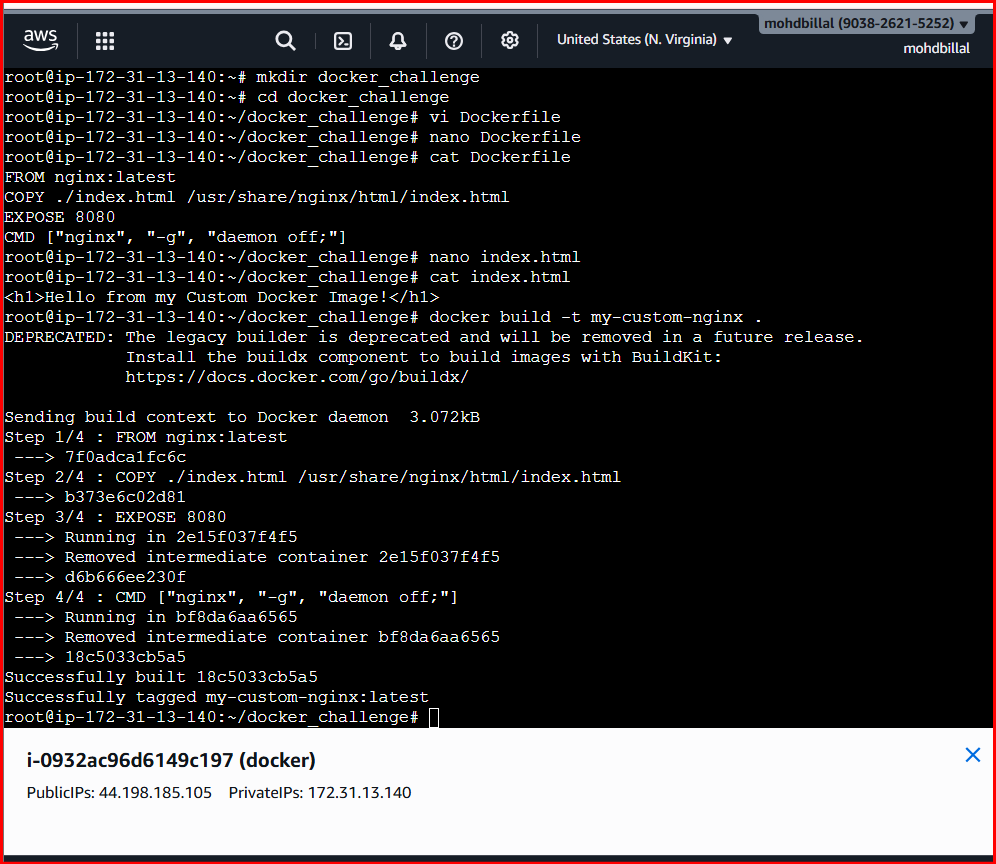 aws
United States (N. Virginia) ▼
mohdbillal (9038-2621-5252) ▼
mohdbillal
root@ip-172-31-13-140:~# mkdir docker_challenge
root@ip-172-31-13-140:~# cd docker_challenge
root@ip-172-31-13-140:~/docker_challenge# vi Dockerfile
root@ip-172-31-13-140:~/docker_challenge# nano Dockerfile
root@ip-172-31-13-140:~/docker_challenge# cat Dockerfile
FROM nginx:latest
COPY ./index.html /usr/share/nginx/html/index.html
EXPOSE 8080
CMD ["nginx", "-g", "daemon off;"]
root@ip-172-31-13-140:~/docker_challenge# nano index.html
root@ip-172-31-13-140:~/docker_challenge# cat index.html
<h1>Hello from my Custom Docker Image!</h1>
root@ip-172-31-13-140:~/docker_challenge# docker build -t my-custom-nginx .
DEPRECATED: The legacy builder is deprecated and will be removed in a future release.
Install the buildx component to build images with BuildKit:
https://docs.docker.com/go/buildx/
Sending build context to Docker daemon  3.072kB
Step 1/4 : FROM nginx:latest
---> 7f0adca1fc6c
Step 2/4 : COPY ./index.html /usr/share/nginx/html/index.html
---> b373e6c02d81
Step 3/4 : EXPOSE 8080
---> Running in 2e15f037f4f5
---> Removed intermediate container 2e15f037f4f5
---> d6b666ee230f
Step 4/4 : CMD ["nginx", "-g", "daemon off;"]
---> Running in bf8da6aa6565
---> Removed intermediate container bf8da6aa6565
---> 18c5033cb5a5
Successfully built 18c5033cb5a5
Successfully tagged my-custom-nginx:latest
root@ip-172-31-13-140:~/docker_challenge#
i-0932ac96d6149c197 (docker)
PublicIPs: 44.198.185.105 PrivateIPs: 172.31.13.140